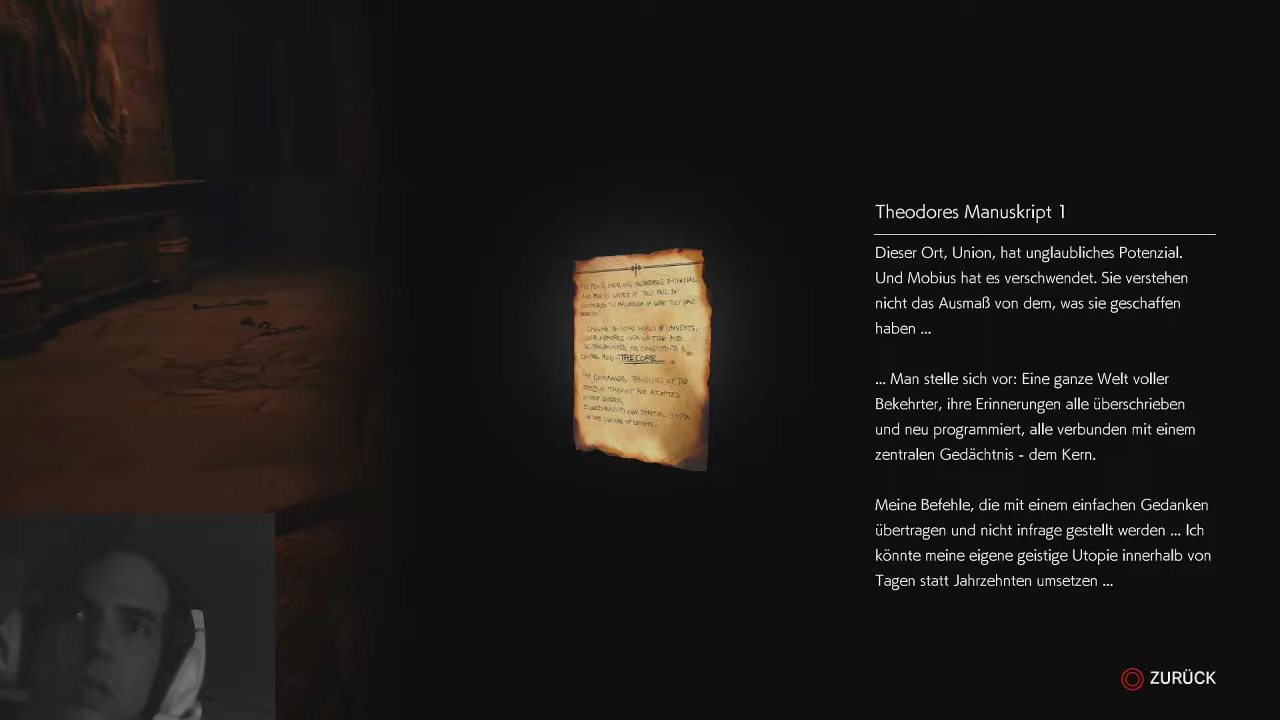 Theodores Manuskript 1
Dieser Ort, Union, hat unglaubliches Potenzial.
Und Mobius hat es verschwendet. Sie verstehen
nicht das Ausmaß von dem, was sie geschaffen
haben ...
... Man stelle sich vor: Eine ganze Welt voller
Bekehrter, ihre Erinnerungen alle überschrieben
und neu programmiert, alle verbunden mit einem
zentralen Gedächtnis - dem Kern.
Meine Befehle, die mit einem einfachen Gedanken
übertragen und nicht infrage gestellt werden ... Ich
könnte meine eigene geistige Utopie innerhalb von
Tagen statt Jahrzehnten umsetzen ...
THE CORE
ZURÜCK